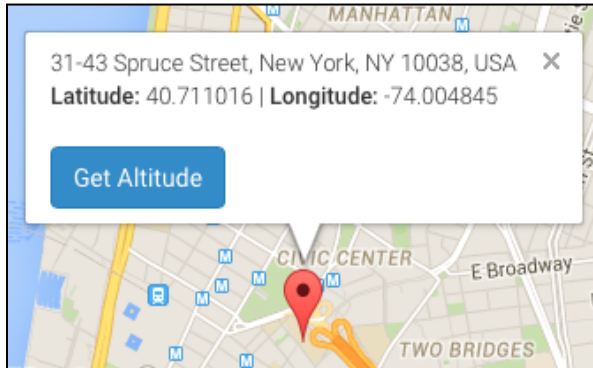 MANHATTAN
31-43 Spruce Street, New York, NY 10038, USA ×
Latitude: 40.711016 | Longitude: -74.004845
Get Altitude
M
CIVIC CENTER
M
E Broadway
M
M
M
M
TWO BRIDGES
M